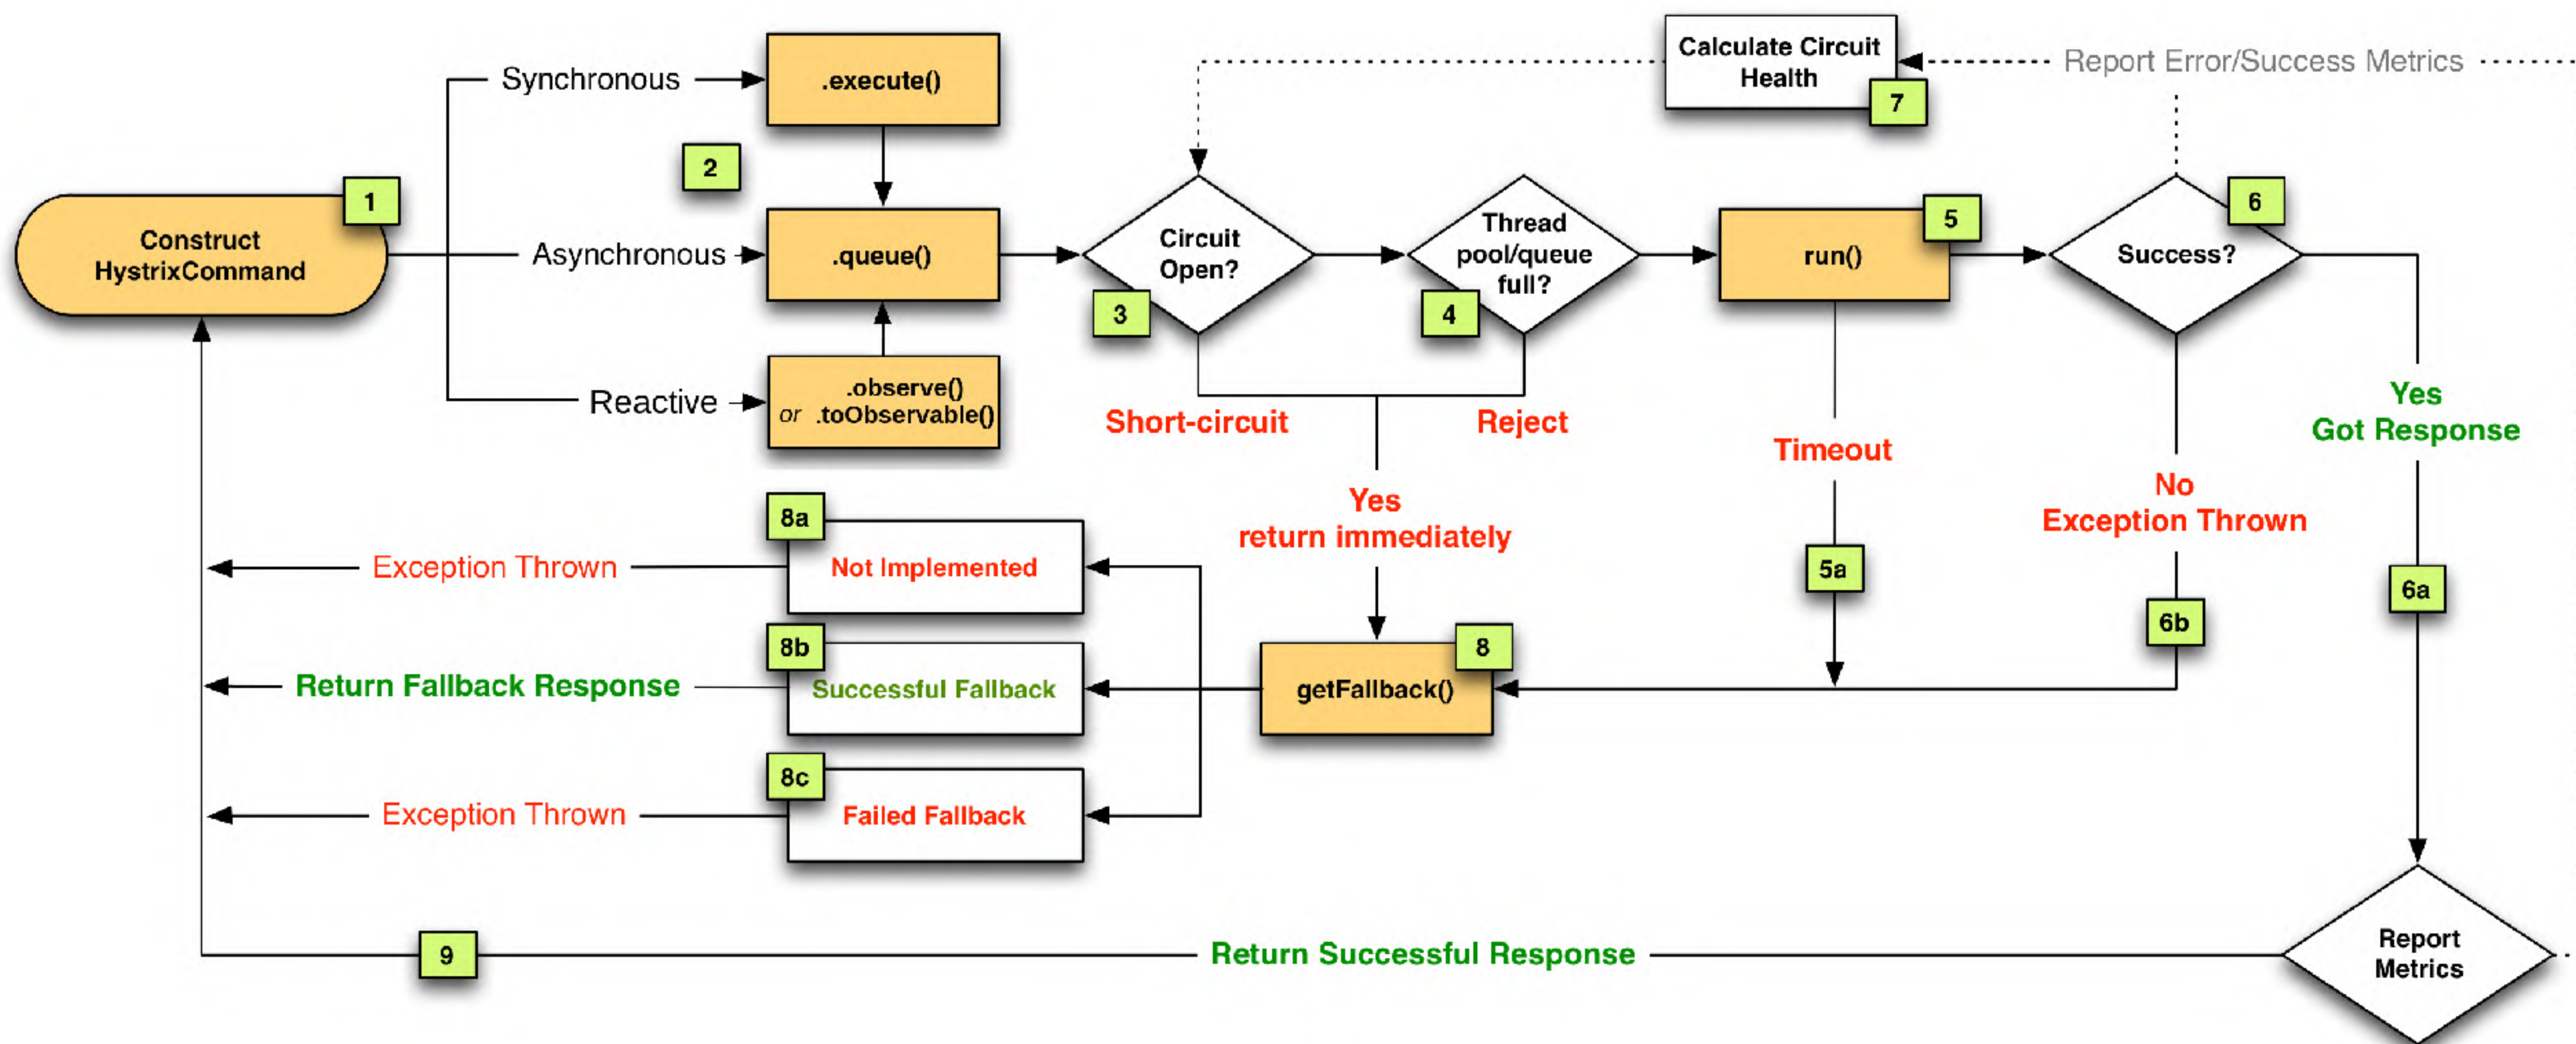 Calculate Circuit
Health
7
Report Error/Success Metrics
Synchronous
.execute()
2
1
Construct
HystrixCommand
Asynchronous
.queue()
Circuit
Open?
3
Thread
pool/queue
full?
4
run()
5
Success?
6
Reactive
.observe()
or .toObservable()
Short-circuit
Reject
Timeout
Yes
Got Response
Yes
return immediately
No
Exception Thrown
8a
Exception Thrown
Not Implemented
5a
6a
6b
8b
Return Fallback Response
Successful Fallback
getFallback()
8
8c
Exception Thrown
Failed Fallback
9
Return Successful Response
Report
Metrics